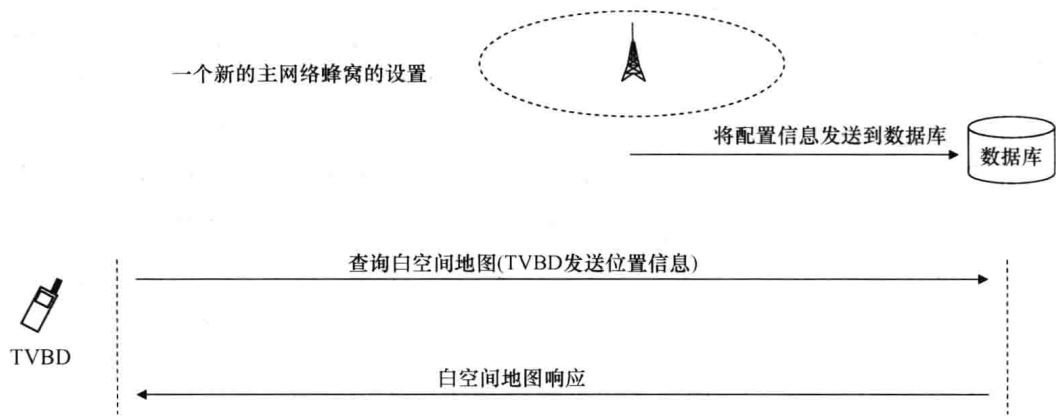 一个新的主网络蜂窝的设置
将配置信息发送到数据库
数据库
查询白空间地图(TVBD发送位置信息)
TVBD
白空间地图响应